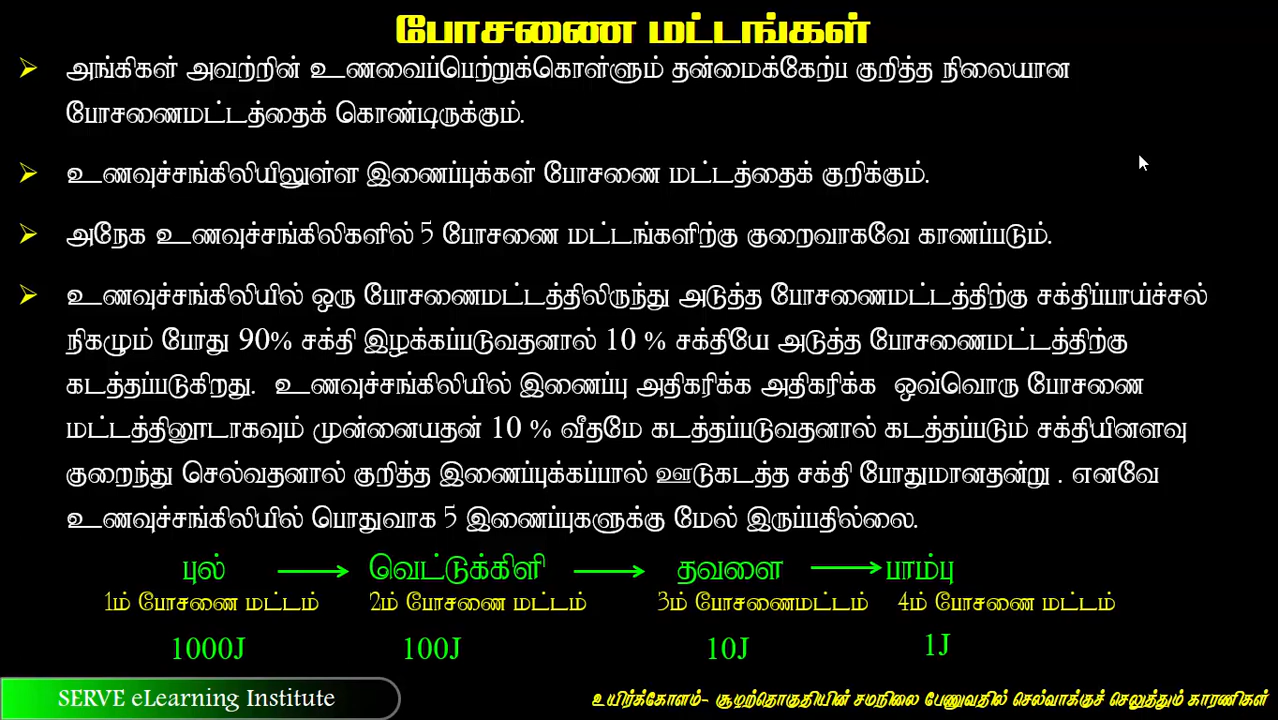 போசணை மட்டங்கள்
அங்கிகள் அவற்றின் உணவைப்பெற்றுக்கொள்ளும் தன்மைக்கேற்ப குறித்த நிலையான
போசணைமட்டத்தைக் கொண்டிருக்கும்.
உணவுச்சங்கிலியிலுள்ள இணைப்புக்கள் போசணை மட்டத்தைக் குறிக்கும்.
அநேக உணவுச்சங்கிலிகளில் 5 போசணை மட்டங்களிற்கு குறைவாகவே காணப்படும்.
உணவுச்சங்கிலியில் ஒரு போசணைமட்டத்திலிருந்து அடுத்த போசணைமட்டத்திற்கு சக்திப்பாய்ச்சல்
நிகழும் போது 90% சக்தி இழக்கப்படுவதனால் 10 % சக்தியே அடுத்த போசணைமட்டத்திற்கு
கடத்தப்படுகிறது. உணவுச்சங்கிலியில் இணைப்பு அதிகரிக்க அதிகரிக்க ஒவ்வொரு போசணை
மட்டத்தினூடாகவும் முன்னையதன் 10 % வீதமே கடத்தப்படுவதனால் கடத்தப்படும் சக்தியினளவு
குறைந்து செல்வதனால் குறித்த இணைப்புக்கப்பால் ஊடுகடத்த சக்தி போதுமானதன்று . எனவே
உணவுச்சங்கிலியில் பொதுவாக 5 இணைப்புகளுக்கு மேல் இருப்பதில்லை.
புல் → வெட்டுக்கிளி → தவளை → பாம்பு
1ம் போசணை மட்டம் 2ம் போசணை மட்டம் 3ம் போசணைமட்டம் 4ம் போசணை மட்டம்
1000J 100J 10J 1J
SERVE eLearning Institute
உயிர்க்கோளம்- சூழற்தொகுதியின் சமநிலை பேணுவதில் செல்வாக்குச் செலுத்தும் காரணிகள்